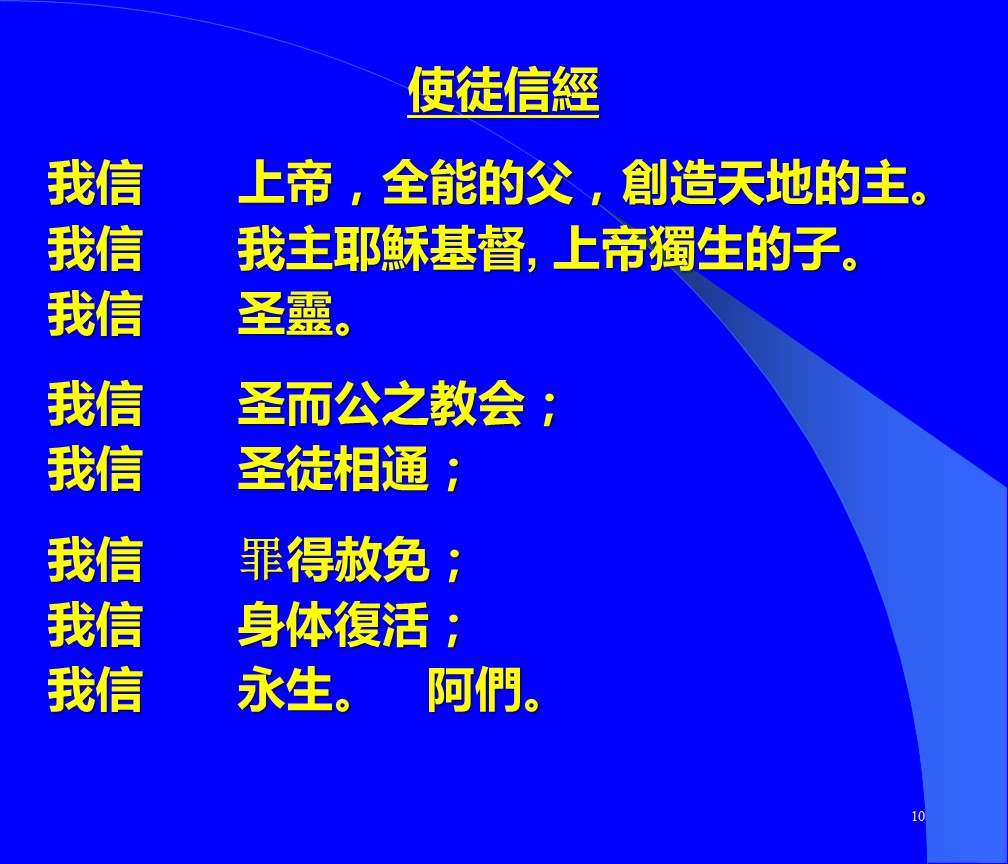 使徒信經
我信 上帝，全能的父，創造天地的主。
我信 我主耶穌基督, 上帝獨生的子。
我信 圣靈。
我信 圣而公之教会；
我信 圣徒相通；
我信 罪得赦免；
我信 身体復活；
我信 永生。 阿們。
10